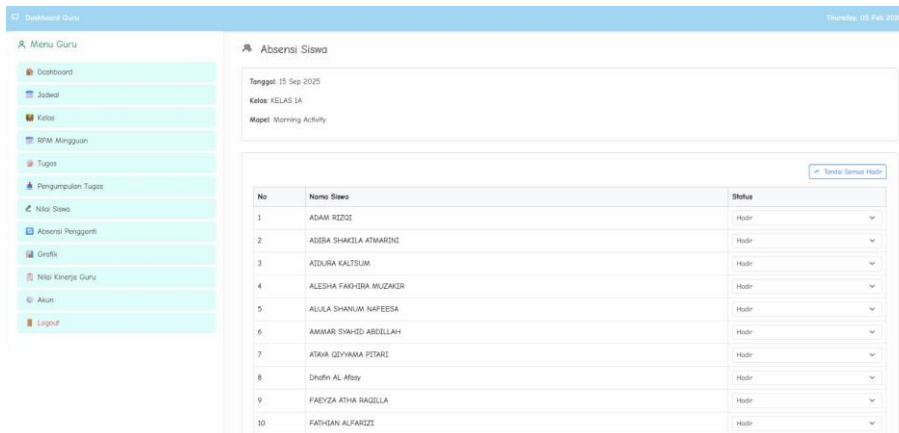 Dashboard Guru
Thursday, 05 Feb 202
Menu Guru
Dashboard
Jadwal
Kelas
RPM Mingguan
Tugas
Pengumpulan Tugas
Nilai Siswa
Absensi Pengganti
Grafik
Nilai Kinerja Guru
Akun
Logout
Absensi Siswa
Tanggal: 15 Sep 2025
Kelas: KELAS 1A
Mapel: Morning Activity
Tandai Semua Hadir
No Nama Siswa Status
1 ADAM RIZQI Hadir
2 ADIBA SHAKILA ATMARINI Hadir
3 AIDURA KALTSUM Hadir
4 ALESHA FAKHIRA MUZAKIR Hadir
5 ALULA SHANUM NAFEESA Hadir
6 AMMAR SYAHID ABDILLAH Hadir
7 ATAYA QIYYAMA PITARI Hadir
8 Dhafin AL Afzay Hadir
9 FAEYZA ATHA RAQILLA Hadir
10 FATHIAN ALFARIZI Hadir